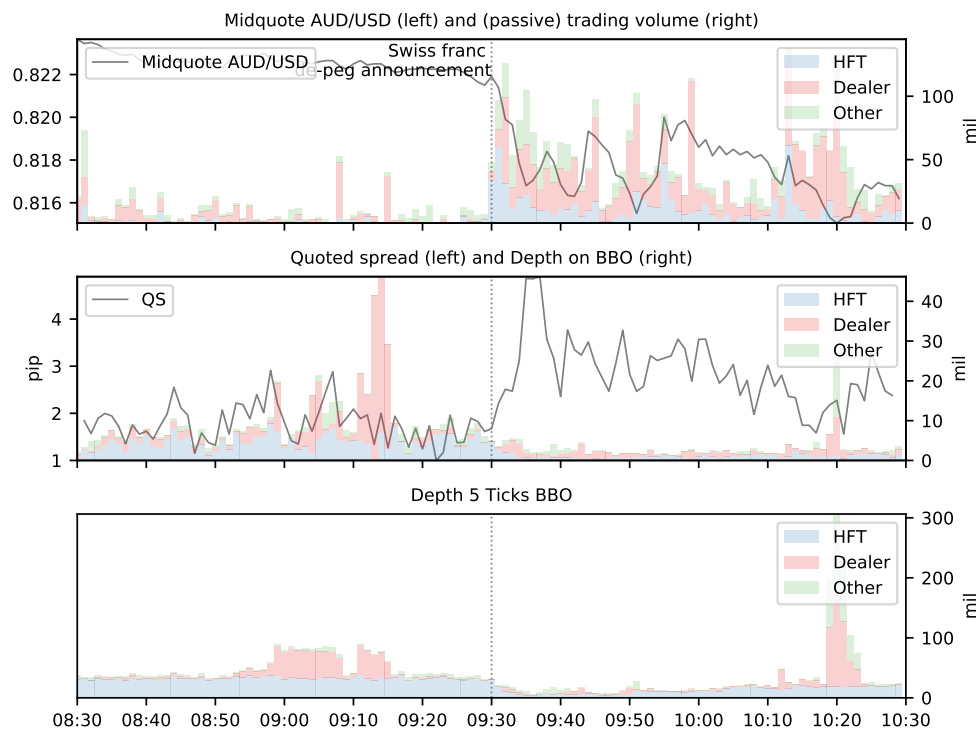 Midquote AUD/USD (left) and (passive) trading volume (right)
Midquote AUD/USD
Swiss franc
de-peg announcement
HFT
Dealer
Other
0.822
0.820
0.818
0.816
100
50
0
mil
Quoted spread (left) and Depth on BBO (right)
QS
HFT
Dealer
Other
4
3
2
1
pip
40
30
20
10
0
mil
Depth 5 Ticks BBO
HFT
Dealer
Other
300
200
100
0
mil
08:30 08:40 08:50 09:00 09:10 09:20 09:30 09:40 09:50 10:00 10:10 10:20 10:30